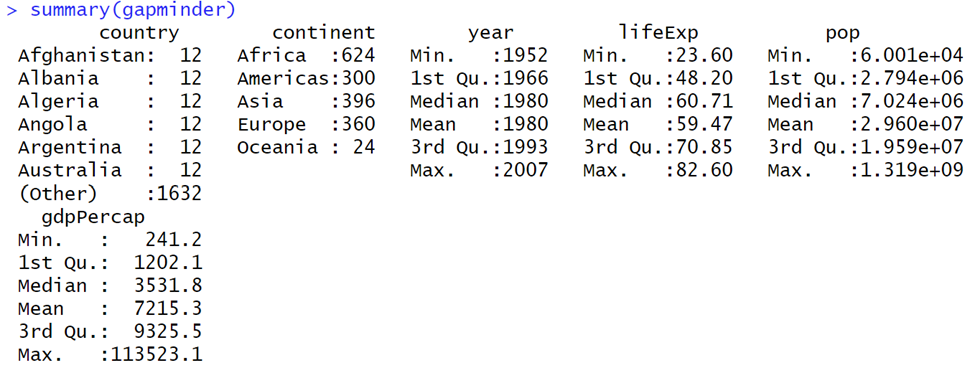 > summary(gapminder)
        country       continent        year         lifeExp           pop
 Afghanistan:  12   Africa  :624   Min.   :1952   Min.   :23.60   Min.   :6.001e+04
 Albania    :  12   Americas:300   1st Qu.:1966   1st Qu.:48.20   1st Qu.:2.794e+06
 Algeria    :  12   Asia    :396   Median :1980   Median :60.71   Median :7.024e+06
 Angola     :  12   Europe  :360   Mean   :1980   Mean   :59.47   Mean   :2.960e+07
 Argentina  :  12   Oceania : 24   3rd Qu.:1993   3rd Qu.:70.85   3rd Qu.:1.959e+07
 Australia  :  12                  Max.   :2007   Max.   :82.60   Max.   :1.319e+09
 (Other)    :1632
   gdpPercap
 Min.   :   241.2
 1st Qu.:  1202.1
 Median :  3531.8
 Mean   :  7215.3
 3rd Qu.:  9325.5
 Max.   :113523.1